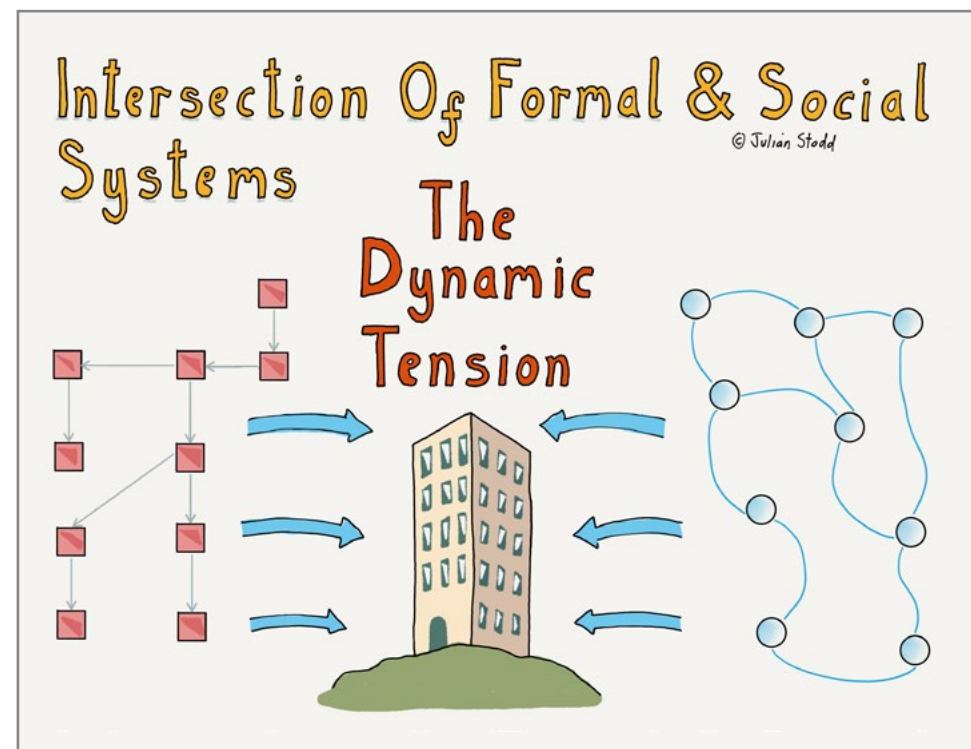 Intersection Of Formal & Social
© Julian Stodd
Systems
The
Dynamic
Tension